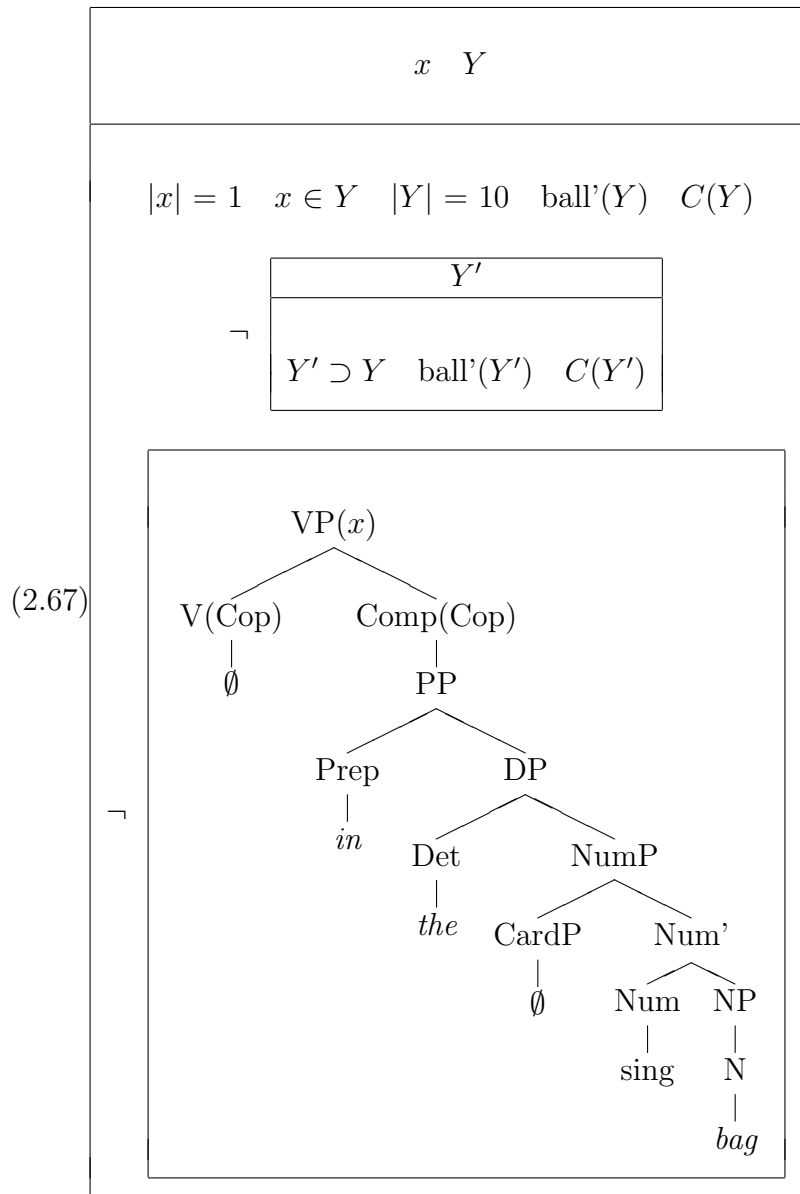 x Y
|x| = 1 x ∈ Y |Y| = 10 ball’(Y) C(Y)
Y′
¬
Y′ ⊃ Y ball’(Y′) C(Y′)
VP(x)
(2.67)
V(Cop) Comp(Cop)
∅ PP
Prep DP
¬
in
Det NumP
the
CardP Num’
∅ Num NP
sing N
bag